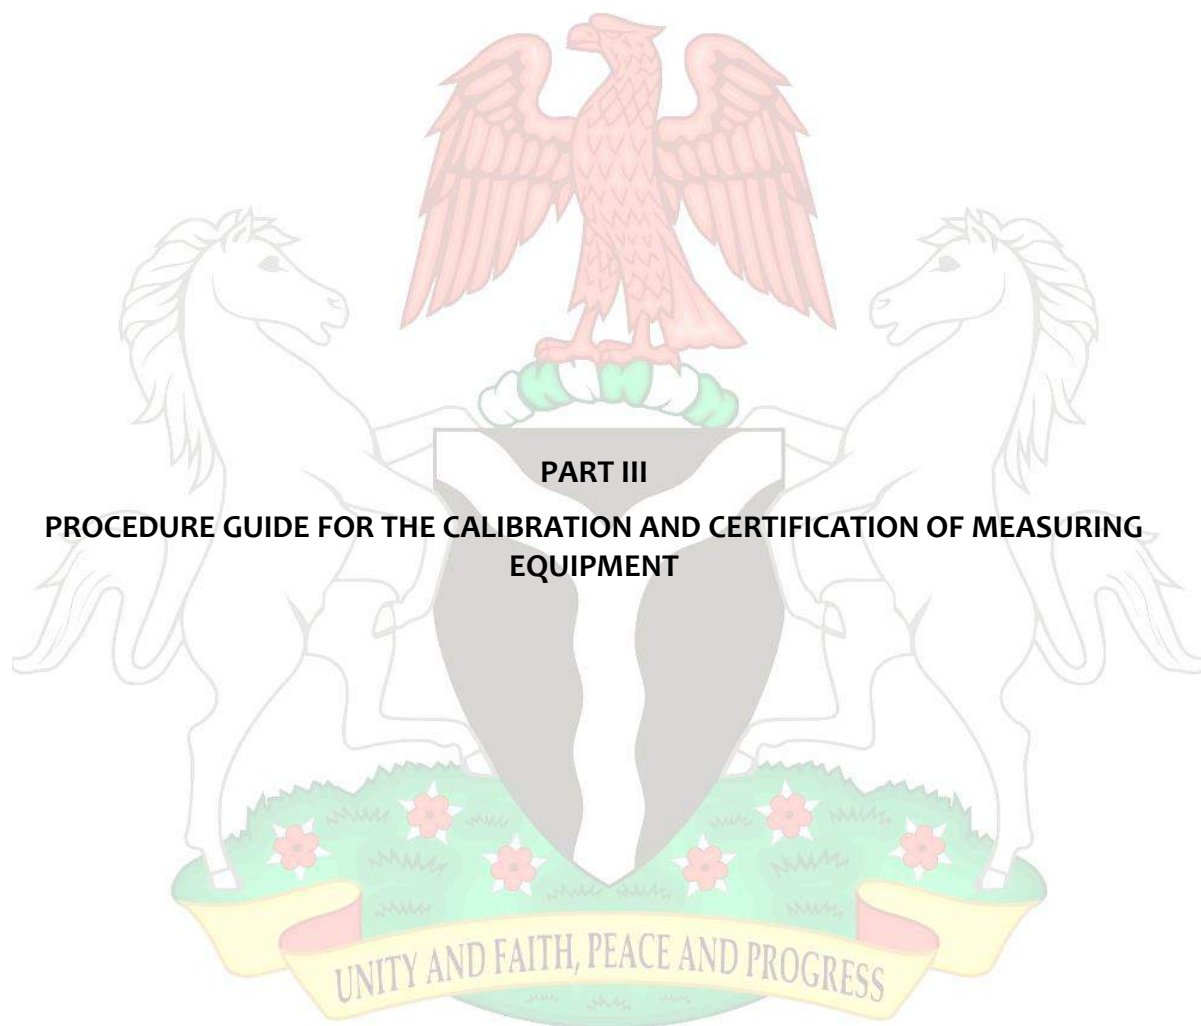 PART III
PROCEDURE GUIDE FOR THE CALIBRATION AND CERTIFICATION OF MEASURING
EQUIPMENT
UNITY AND FAITH, PEACE AND PROGRESS